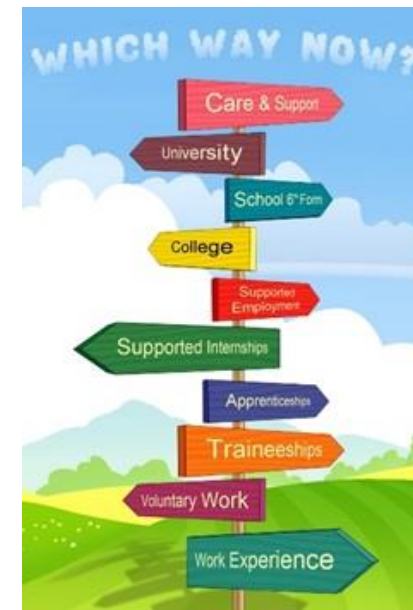 WHICH WAY NOW?
Care & Support
University
School 6th Form
College
Supported
Employment
Supported Internships
Apprenticeships
Traineeships
Voluntary Work
Work Experience